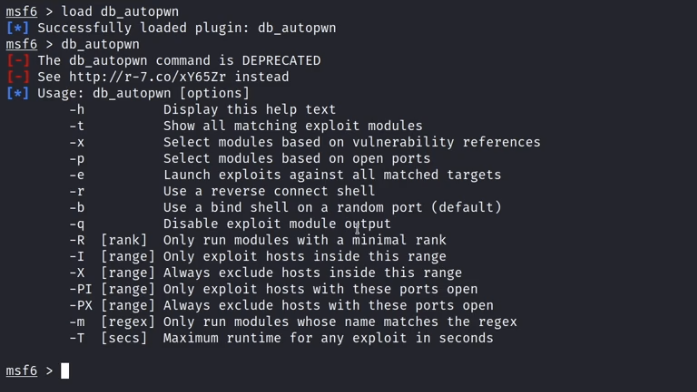 msf6 > load db_autopwn
[*] Successfully loaded plugin: db_autopwn
msf6 > db_autopwn
[-] The db_autopwn command is DEPRECATED
[-] See http://r-7.co/xY65Zr instead
[*] Usage: db_autopwn [options]
-h Display this help text
-t Show all matching exploit modules
-x Select modules based on vulnerability references
-p Select modules based on open ports
-e Launch exploits against all matched targets
-r Use a reverse connect shell
-b Use a bind shell on a random port (default)
-q Disable exploit module output
-R [rank] Only run modules with a minimal rank
-I [range] Only exploit hosts inside this range
-X [range] Always exclude hosts inside this range
-PI [range] Only exploit hosts with these ports open
-PX [range] Always exclude hosts with these ports open
-m [regex] Only run modules whose name matches the regex
-T [secs] Maximum runtime for any exploit in seconds
msf6 >